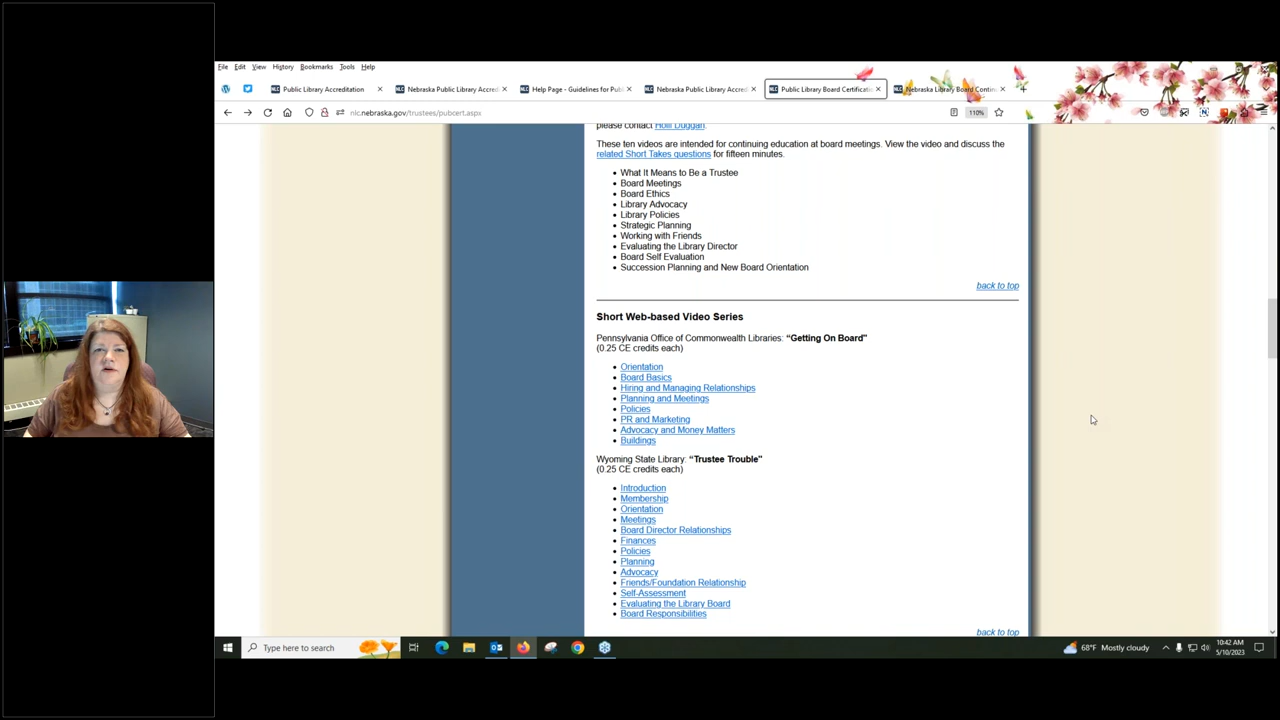 File Edit View History Bookmarks Tools Help
Public Library Accreditation
Nebraska Public Library Accred
Help Page - Guidelines for Publ
Nebraska Public Library Accred
Public Library Board Certificati
Nebraska Library Board Contin
nlc.nebraska.gov/trustees/pubcert.aspx
110%
please contact Holli Duggan.
These ten videos are intended for continuing education at board meetings. View the video and discuss the
related Short Takes questions for fifteen minutes.
What It Means to Be a Trustee
Board Meetings
Board Ethics
Library Advocacy
Library Policies
Strategic Planning
Working with Friends
Evaluating the Library Director
Board Self Evaluation
Succession Planning and New Board Orientation
back to top
Short Web-based Video Series
Pennsylvania Office of Commonwealth Libraries: “Getting On Board”
(0.25 CE credits each)
Orientation
Board Basics
Hiring and Managing Relationships
Planning and Meetings
Policies
PR and Marketing
Advocacy and Money Matters
Buildings
Wyoming State Library: “Trustee Trouble”
(0.25 CE credits each)
Introduction
Membership
Orientation
Meetings
Board Director Relationships
Finances
Policies
Planning
Advocacy
Friends/Foundation Relationship
Self-Assessment
Evaluating the Library Board
Board Responsibilities
back to top
Type here to search
68°F Mostly cloudy
10:42 AM
5/10/2023